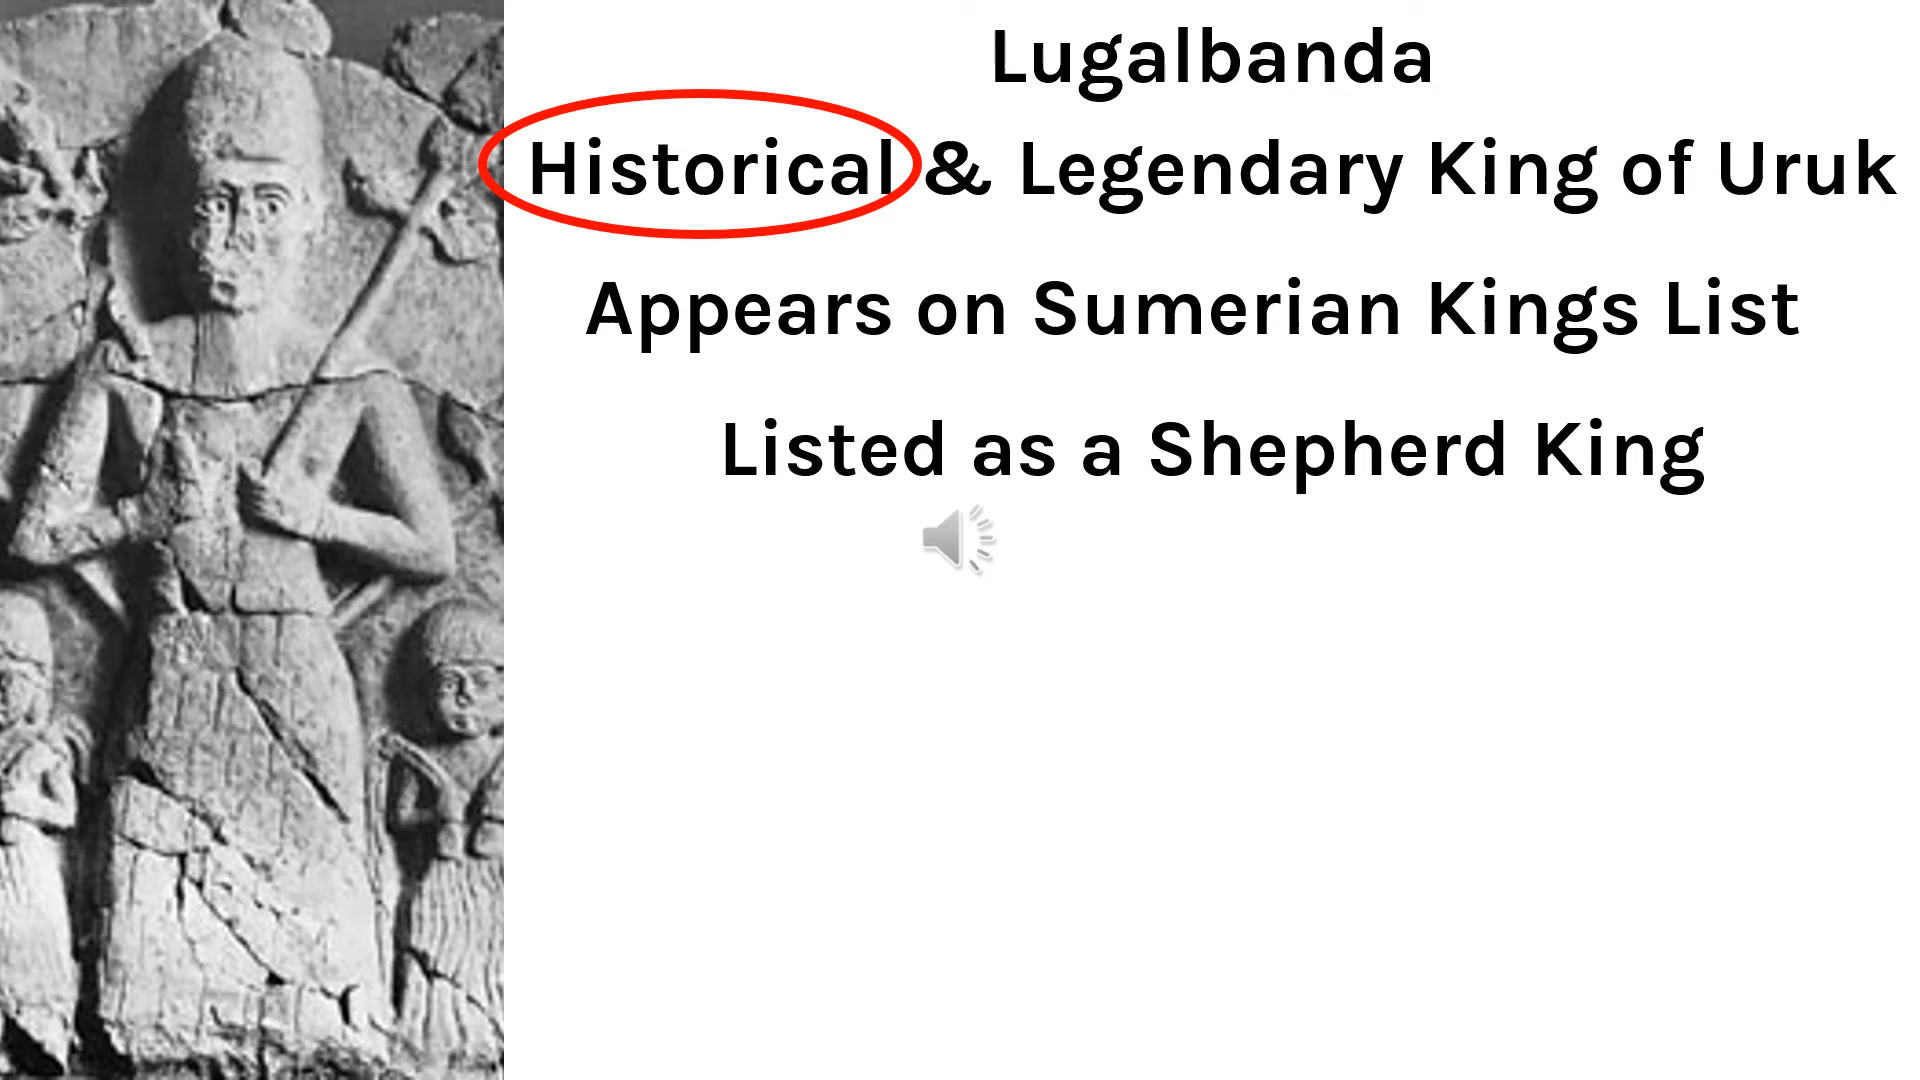 Lugalbanda
Historical & Legendary King of Uruk
Appears on Sumerian Kings List
Listed as a Shepherd King